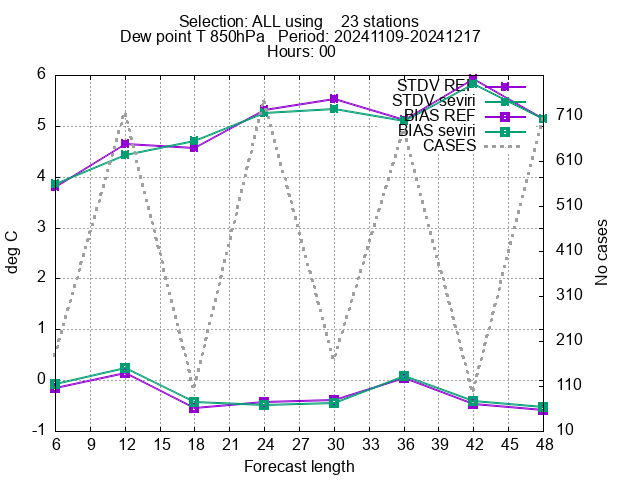 Selection: ALL using    23 stations
Dew point T 850hPa   Period: 20241109-20241217
Hours: 00
STDV REF
STDV seviri
BIAS REF
BIAS seviri
CASES
6
5
4
3
2
1
0
-1
710
610
510
410
310
210
110
10
deg C
No cases
6 9 12 15 18 21 24 27 30 33 36 39 42 45 48
Forecast length